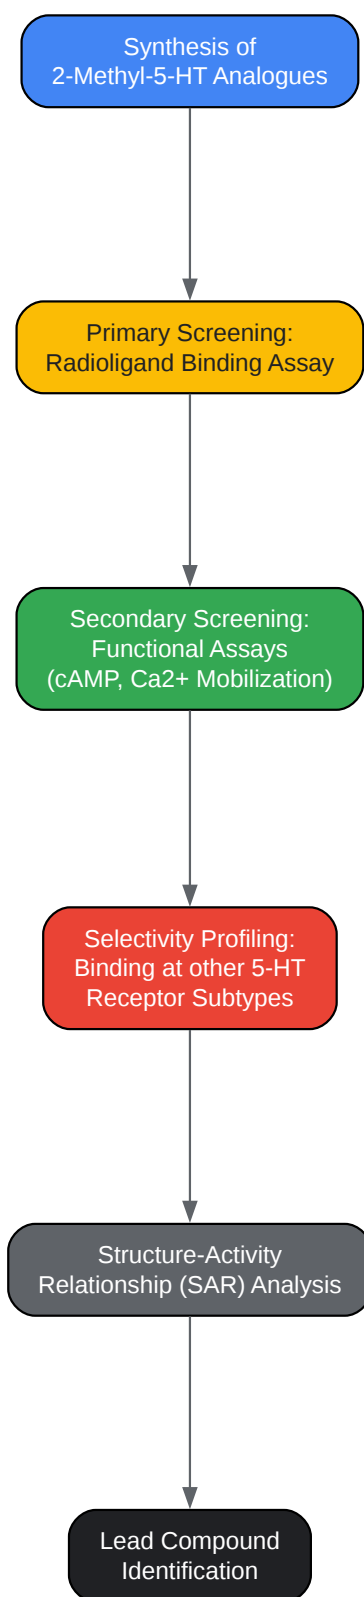 Synthesis of
2-Methyl-5-HT Analogues
Primary Screening:
Radioligand Binding Assay
Secondary Screening:
Functional Assays
(cAMP, Ca2+ Mobilization)
Selectivity Profiling:
Binding at other 5-HT
Receptor Subtypes
Structure-Activity
Relationship (SAR) Analysis
Lead Compound
Identification